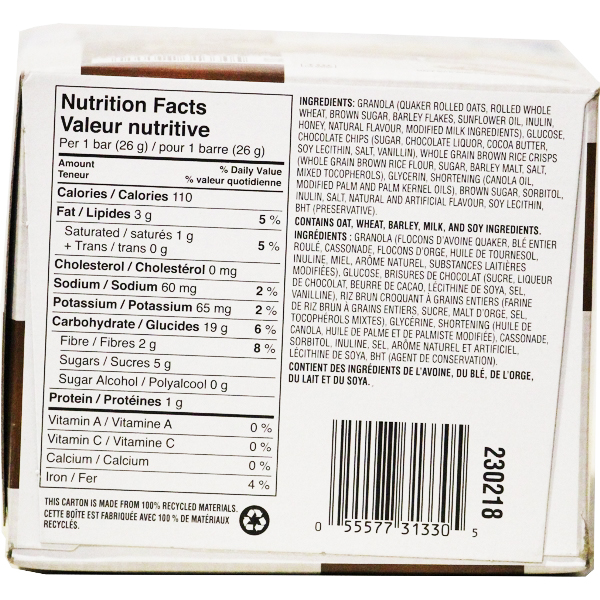 Nutrition Facts
Valeur nutritive
Per 1 bar (26 g) / pour 1 barre (26 g)
Amount % Daily Value
Teneur % valeur quotidienne
Calories / Calories 110
Fat / Lipides 3 g 5 %
Saturated / saturés 1 g
+ Trans / trans 0 g 5 %
Cholesterol / Cholestérol 0 mg
Sodium / Sodium 60 mg 2 %
Potassium / Potassium 65 mg 2 %
Carbohydrate / Glucides 19 g 6 %
Fibre / Fibres 2 g 8 %
Sugars / Sucres 5 g
Sugar Alcohol / Polyalcool 0 g
Protein / Protéines 1 g
Vitamin A / Vitamine A 0 %
Vitamin C / Vitamine C 0 %
Calcium / Calcium 0 %
Iron / Fer 4 %
THIS CARTON IS MADE FROM 100% RECYCLED MATERIALS.
CETTE BOÎTE EST FABRIQUÉE AVEC 100 % DE MATÉRIAUX
RECYCLÉS.
INGREDIENTS: GRANOLA (QUAKER ROLLED OATS, ROLLED WHOLE
WHEAT, BROWN SUGAR, BARLEY FLAKES, SUNFLOWER OIL, INULIN,
HONEY, NATURAL FLAVOUR, MODIFIED MILK INGREDIENTS), GLUCOSE,
CHOCOLATE CHIPS (SUGAR, CHOCOLATE LIQUOR, COCOA BUTTER,
SOY LECITHIN, SALT, VANILLIN), WHOLE GRAIN BROWN RICE CRISPS
(WHOLE GRAIN BROWN RICE FLOUR, SUGAR, BARLEY MALT, SALT,
MIXED TOCOPHEROLS), GLYCERIN, SHORTENING (CANOLA OIL,
MODIFIED PALM AND PALM KERNEL OILS), BROWN SUGAR, SORBITOL,
INULIN, SALT, NATURAL AND ARTIFICIAL FLAVOUR, SOY LECITHIN,
BHT (PRESERVATIVE).
CONTAINS OAT, WHEAT, BARLEY, MILK, AND SOY INGREDIENTS.
INGRÉDIENTS : GRANOLA (FLOCONS D'AVOINE QUAKER, BLÉ ENTIER
ROULÉ, CASSONADE, FLOCONS D'ORGE, HUILE DE TOURNESOL,
INULINE, MIEL, ARÔME NATUREL, SUBSTANCES LAITIÈRES
MODIFIÉES), GLUCOSE, BRISURES DE CHOCOLAT (SUCRE, LIQUEUR
DE CHOCOLAT, BEURRE DE CACAO, LÉCITHINE DE SOYA, SEL,
VANILLINE), RIZ BRUN CROQUANT À GRAINS ENTIERS (FARINE
DE RIZ BRUN À GRAINS ENTIERS, SUCRE, MALT D'ORGE, SEL,
TOCOPHEROLS MIXTES), GLYCÉRINE, SHORTENING (HUILE DE
CANOLA, HUILE DE PALME ET DE PALMISTE MODIFIÉE), CASSONADE,
SORBITOL, INULINE, SEL, ARÔME NATUREL ET ARTIFICIEL,
LÉCITHINE DE SOYA, BHT (AGENT DE CONSERVATION).
CONTIENT DES INGRÉDIENTS DE L'AVOINE, DU BLÉ, DE L'ORGE,
DU LAIT ET DU SOYA.
0 55577 31330 5
230218